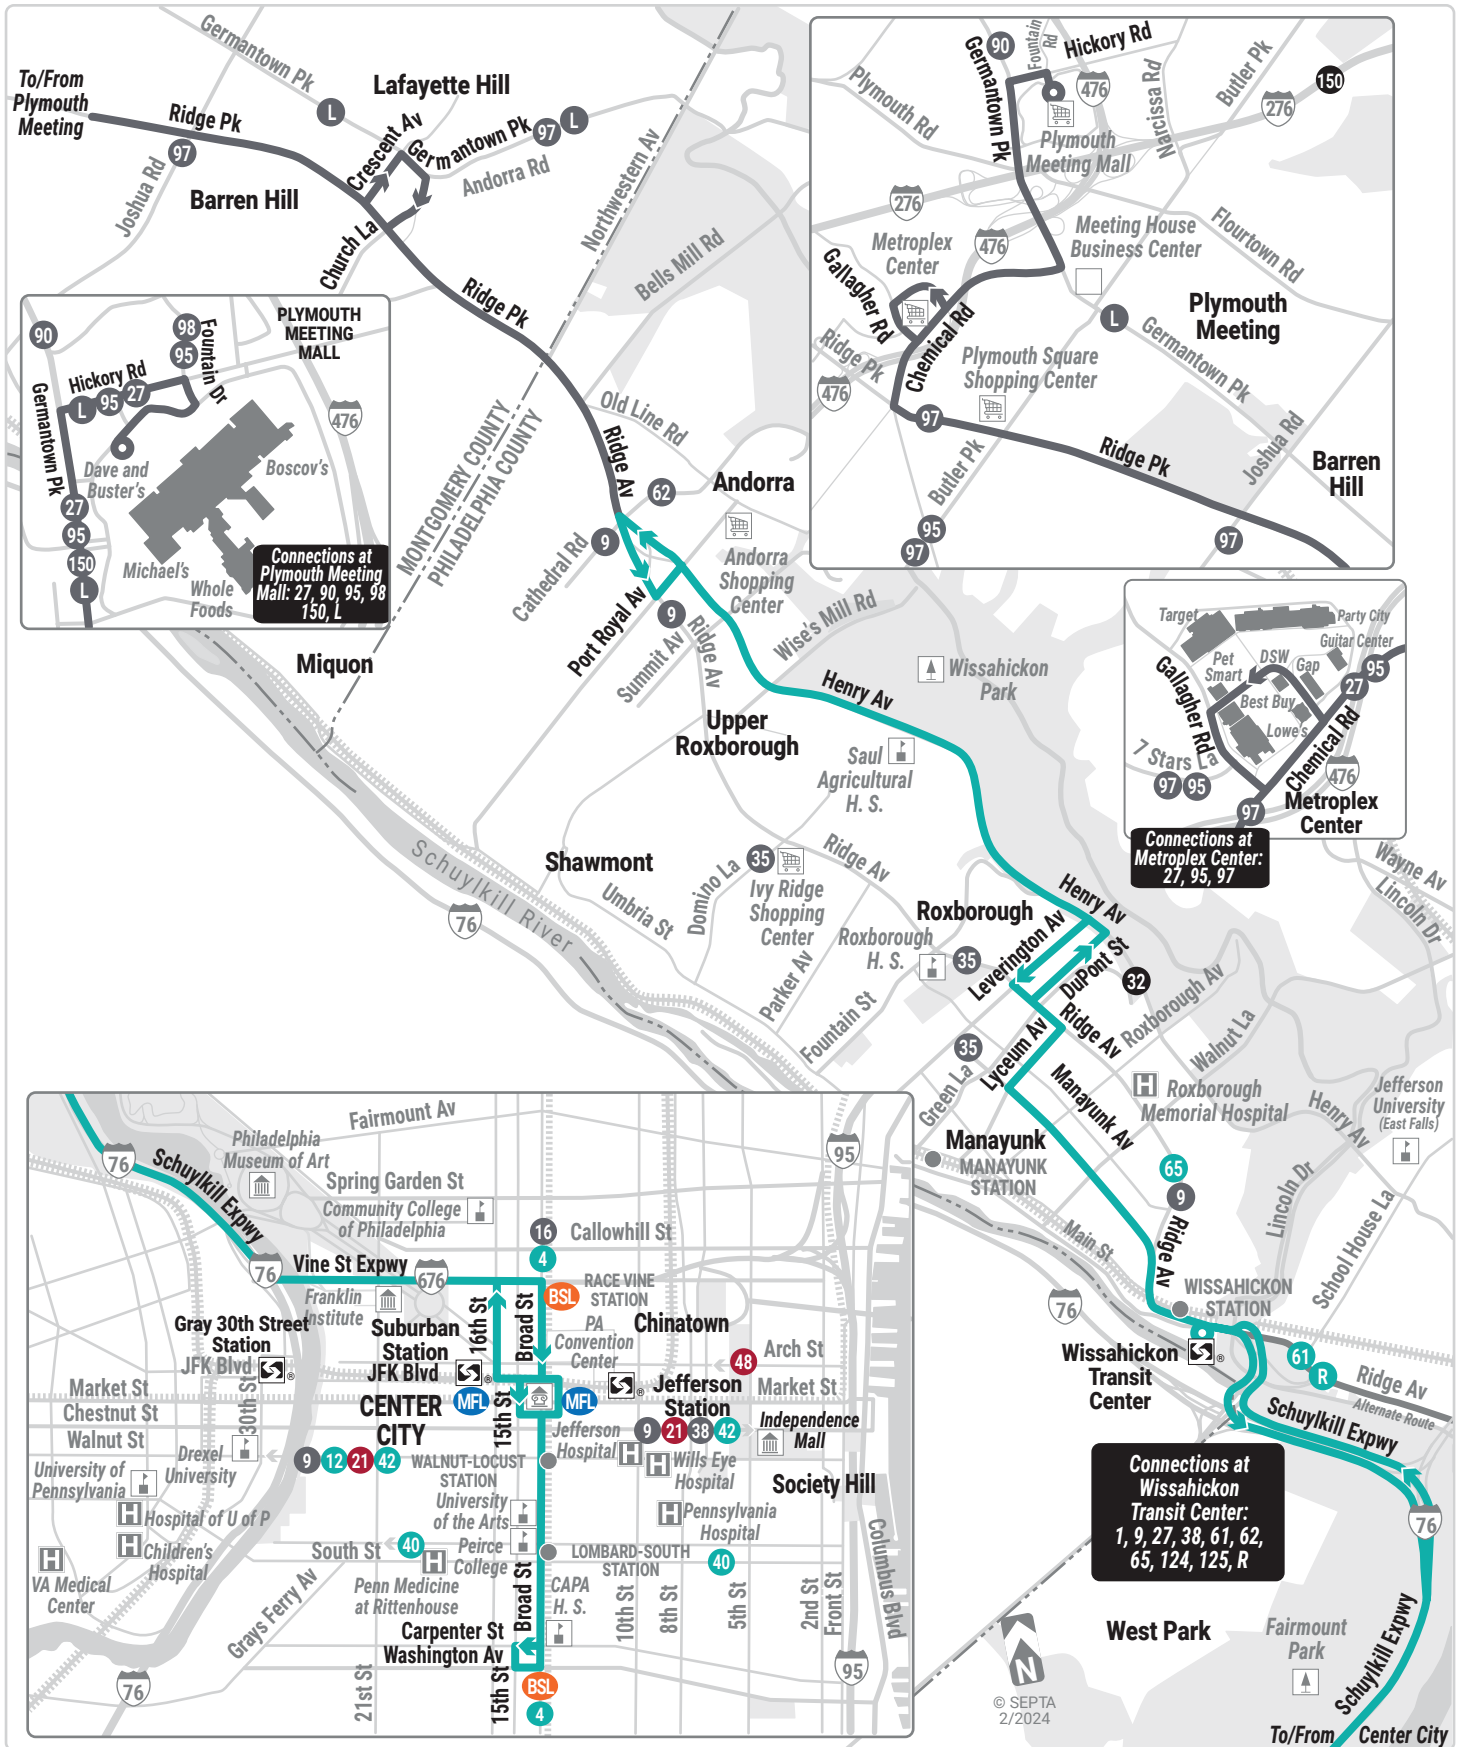 To/From
Plymouth
Meeting
Ridge Pk
97
Joshua Rd
Germantown Pk
L
Lafayette Hill
Crescent Av
Germantown Pk
97
L
Andorra Rd
Barren Hill
Church La
Ridge Pk
Northwestern Av
Bells Mill Rd
MONTGOMERY COUNTY
PHILADELPHIA COUNTY
Old Line Rd
Ridge Av
62
9
Cathedral Rd
Andorra
Andorra
Shopping
Center
Port Royal Av
9
Summit Av
Ridge Av
Wise's Mill Rd
Miquon
Upper
Roxborough
Henry Av
Wissahickon
Park
Saul
Agricultural
H. S.
Shawmont
Schuylkill River
76
Umbria St
Domino La
35
Ivy Ridge
Shopping
Center
Ridge Av
Parker Av
Roxborough
H. S.
35
Fountain St
Roxborough
Henry Av
Leverington Av
DuPont St
32
Ridge Av
Roxborough Av
Walnut La
Wayne Av
Lincoln Dr
35
Green La
Lyceum Av
Manayunk Av
Roxborough
Memorial Hospital
Henry Av
Jefferson
University
(East Falls)
Manayunk
MANAYUNK
STATION
65
9
Ridge Av
Main St
Lincoln Dr
School House La
76
WISSAHICKON
STATION
Wissahickon
Transit
Center
®
61
R
Ridge Av
Alternate Route
Schuylkill Expwy
Connections at
Wissahickon
Transit Center:
1, 9, 27, 38, 61, 62,
65, 124, 125, R
76
West Park
Fairmount
Park
Schuylkill Expwy
N
© SEPTA
2/2024
To/From Center City
PLYMOUTH
MEETING
MALL
90
98
95
Fountain Dr
Hickory Rd
L
95
27
Germantown Pk
476
Dave and
Buster's
Boscov's
27
95
150
L
Michael's
Whole
Foods
Connections at
Plymouth Meeting
Mall: 27, 90, 95, 98
150, L
90
Germantown Pk
Fountain
Rd
Hickory Rd
476
Narcissa Rd
Butler Pk
276
150
Plymouth Rd
Plymouth
Meeting Mall
276
476
Metroplex
Center
Meeting House
Business Center
Flourtown Rd
Gallagher Rd
Chemical Rd
Plymouth
Meeting
L
Germantown Pk
Ridge Pk
476
Plymouth Square
Shopping Center
97
Ridge Pk
Joshua Rd
Barren
Hill
Butler Pk
95
97
97
Target
Party City
Guitar Center
Pet
Smart
DSW
Gap
95
27
Best Buy
Lowe's
Gallagher Rd
Chemical Rd
7 Stars La
97
95
476
97
Metroplex
Center
Connections at
Metroplex Center:
27, 95, 97
Fairmount Av
95
76
Philadelphia
Museum of Art
Schuylkill Expwy
Spring Garden St
Community College
of Philadelphia
16
Callowhill St
4
76
Vine St Expwy
676
RACE VINE
STATION
BSL
Franklin
Institute
16th St
Broad St
PA
Convention
Center
Chinatown
Gray 30th Street
Station
Suburban
Station
JFK Blvd
®
JFK Blvd
®
®
Arch St
48
Jefferson
Station
Market St
Market St
Chestnut St
Walnut St
30th St
CENTER
CITY
MFL
MFL
15th St
Jefferson
Hospital
9
21
38
42
Independence
Mall
Drexel
University
9
12
21
42
WALNUT-LOCUST
STATION
Wills Eye
Hospital
Society Hill
University of
Pennsylvania
Hospital of U of P
University
of the Arts
Pennsylvania
Hospital
Children's
Hospital
South St
40
Peirce
College
LOMBARD-SOUTH
STATION
40
VA Medical
Center
Penn Medicine
at Rittenhouse
Grays Ferry Av
Broad St
CAPA
H. S.
10th St
8th St
5th St
2nd St
Front St
Columbus Blvd
Carpenter St
Washington Av
76
21st St
15th St
BSL
4
95